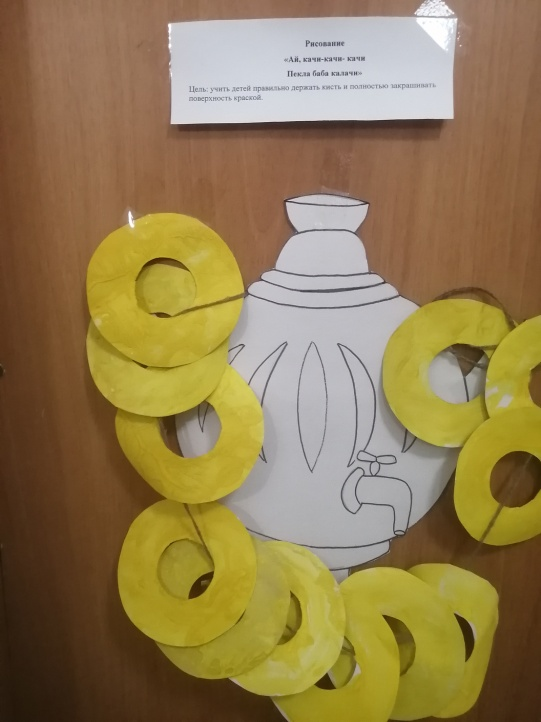 Рисование
«Ай, качи-качи- качи
Пекла баба калачи»
Цель: учить детей правильно держать кисть и полностью закрашивать
поверхность краской.